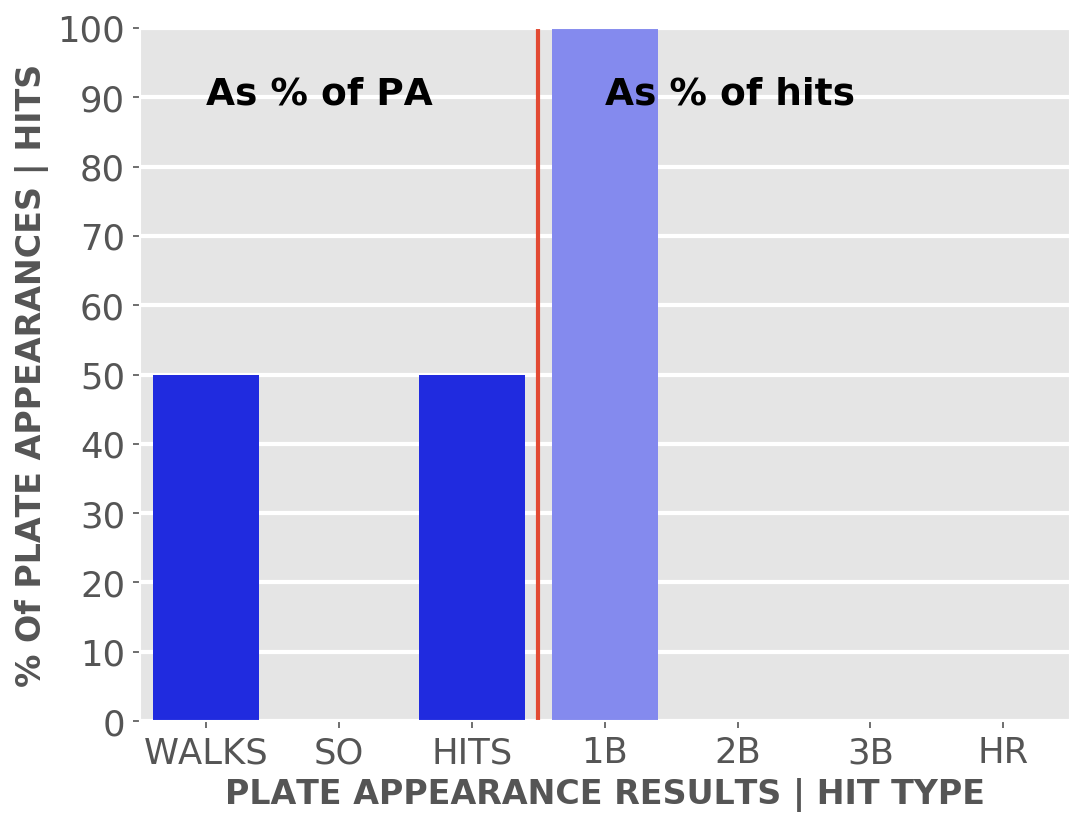 % Of PLATE APPEARANCES | HITS
100
90
80
70
60
50
40
30
20
10
0
As % of PA
As % of hits
WALKS SO HITS 1B 2B 3B HR
PLATE APPEARANCE RESULTS | HIT TYPE